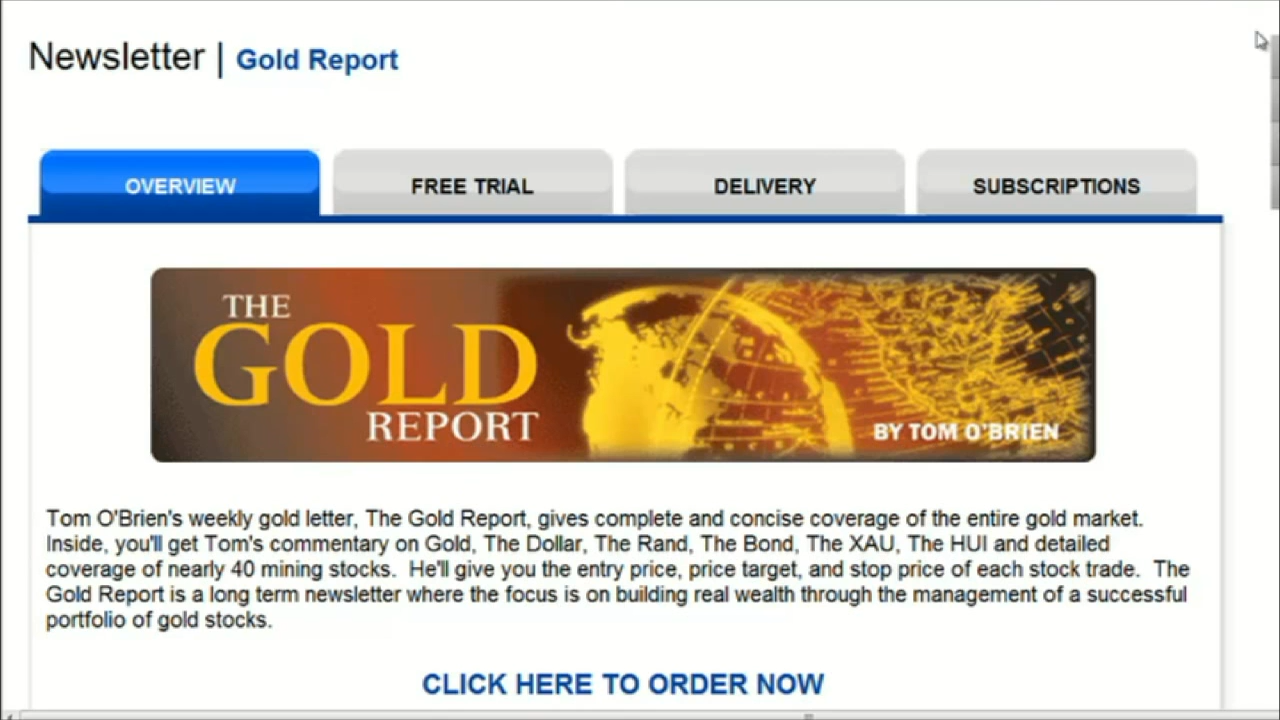 Newsletter | Gold Report
OVERVIEW
FREE TRIAL
DELIVERY
SUBSCRIPTIONS
THE
GOLD
REPORT
BY TOM O'BRIEN
Tom O'Brien's weekly gold letter, The Gold Report, gives complete and concise coverage of the entire gold market.
Inside, you'll get Tom's commentary on Gold, The Dollar, The Rand, The Bond, The XAU, The HUI and detailed
coverage of nearly 40 mining stocks. He'll give you the entry price, price target, and stop price of each stock trade. The
Gold Report is a long term newsletter where the focus is on building real wealth through the management of a successful
portfolio of gold stocks.
CLICK HERE TO ORDER NOW